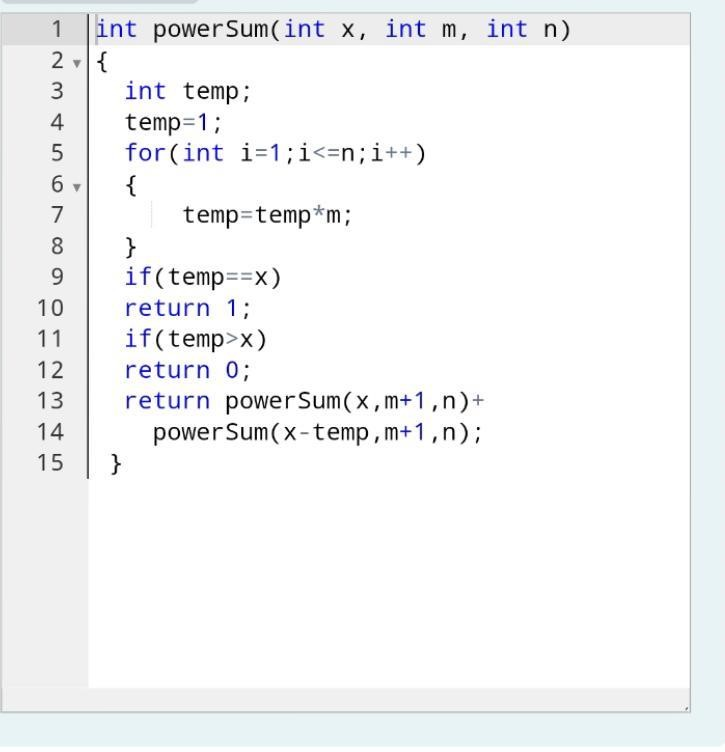 1 int powerSum(int x, int m, int n)
2 {
3 int temp;
4 temp=1;
5 for(int i=1;i<=n;i++)
6 {
7 temp=temp*m;
8 }
9 if(temp==x)
10 return 1;
11 if(temp>x)
12 return 0;
13 return powerSum(x,m+1,n)+
14 powerSum(x-temp,m+1,n);
15 }